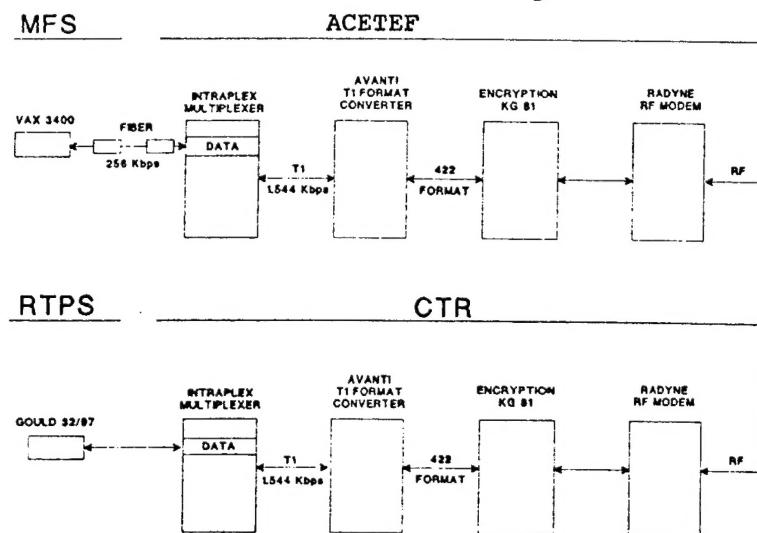 MFS
ACETEF
VAX 3400
FIBER
256 Kbps
INTRAPLEX
MULTIPLEXER
DATA
T1
1.544 Kbps
AVANTI
T1 FORMAT
CONVERTER
422
FORMAT
ENCRYPTION
KG 81
RADYNE
RF MODEM
RF
RTPS
CTR
GOULD 32/97
INTRAPLEX
MULTIPLEXER
DATA
T1
1.544 Kbps
AVANTI
T1 FORMAT
CONVERTER
422
FORMAT
ENCRYPTION
KG 81
RADYNE
RF MODEM
RF